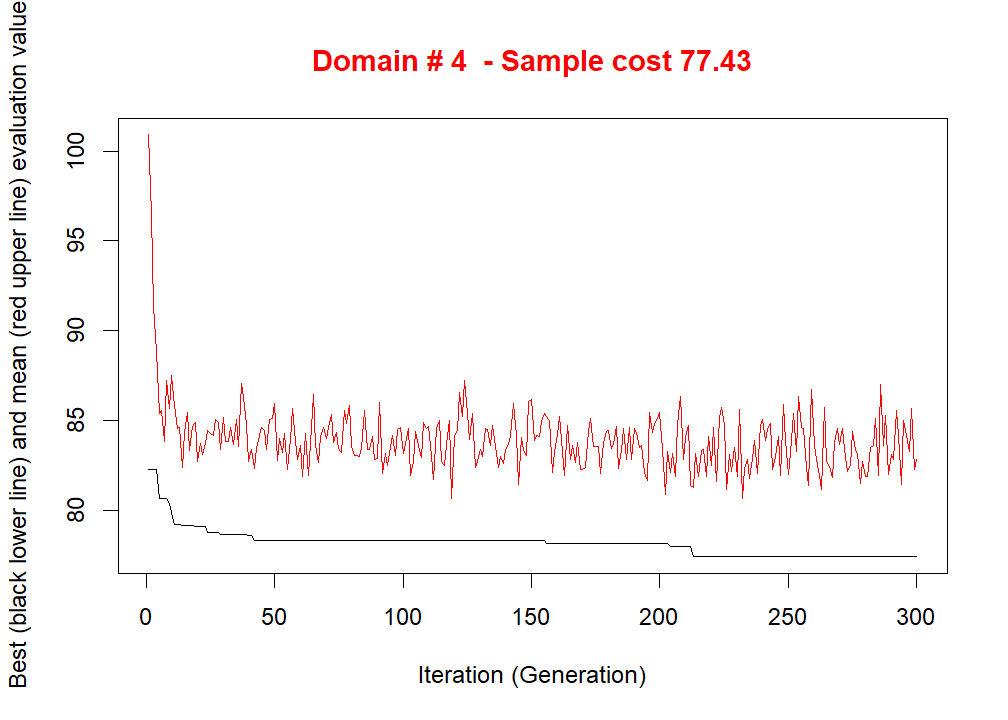 Domain # 4  - Sample cost 77.43
Best (black lower line) and mean (red upper line) evaluation value
100
95
90
85
80
0 50 100 150 200 250 300
Iteration (Generation)